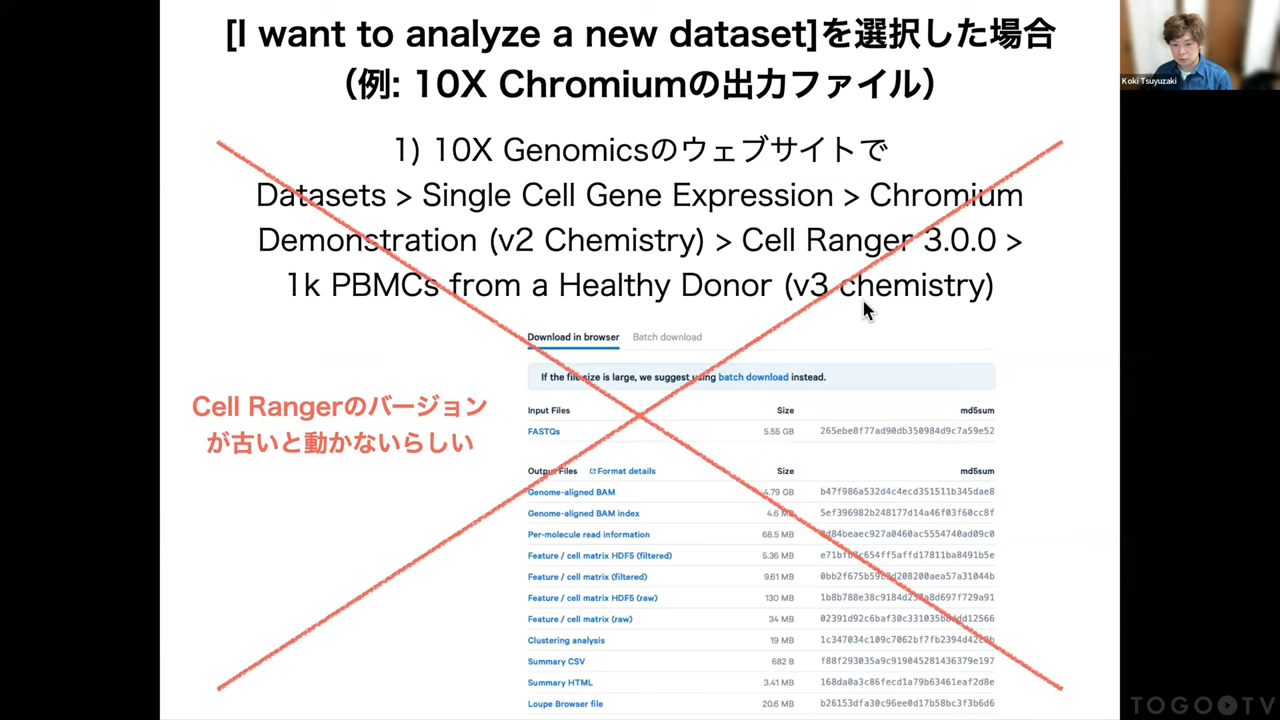 [I want to analyze a new dataset]を選択した場合
（例: 10X Chromiumの出力ファイル）
Koki Tsuyuzaki
1) 10X Genomicsのウェブサイトで
Datasets > Single Cell Gene Expression > Chromium
Demonstration (v2 Chemistry) > Cell Ranger 3.0.0 >
1k PBMCs from a Healthy Donor (v3 chemistry)
Cell Rangerのバージョン
が古いと動かないらしい
Download in browser Batch download
If the file size is large, we suggest using batch download instead.
Input Files Size md5sum
FASTQs 5.55 GB 265ebe8f77ad90db350984d9c7a59e52
Output Files Format details Size md5sum
Genome-aligned BAM 4.79 GB b47f986a532d4c4ecd351511b345dae8
Genome-aligned BAM index 4.6 MB 5ef396982b248177d14a46f03f60cc8f
Per-molecule read information 68.5 MB
Feature / cell matrix HDF5 (filtered) 5.36 MB
Feature / cell matrix (filtered) 9.61 MB
Feature / cell matrix HDF5 (raw) 130 MB
Feature / cell matrix (raw) 34 MB
Clustering analysis 19 MB
Summary CSV 682 B f88f293035a9c919045281436379e197
Summary HTML 3.41 MB 168da0a3c86fecd1a79b63461eaf2d8e
Loupe Browser file 20.6 MB b26153dfa30c96ee0d17b58bc3f3b6d6
TOGO TV